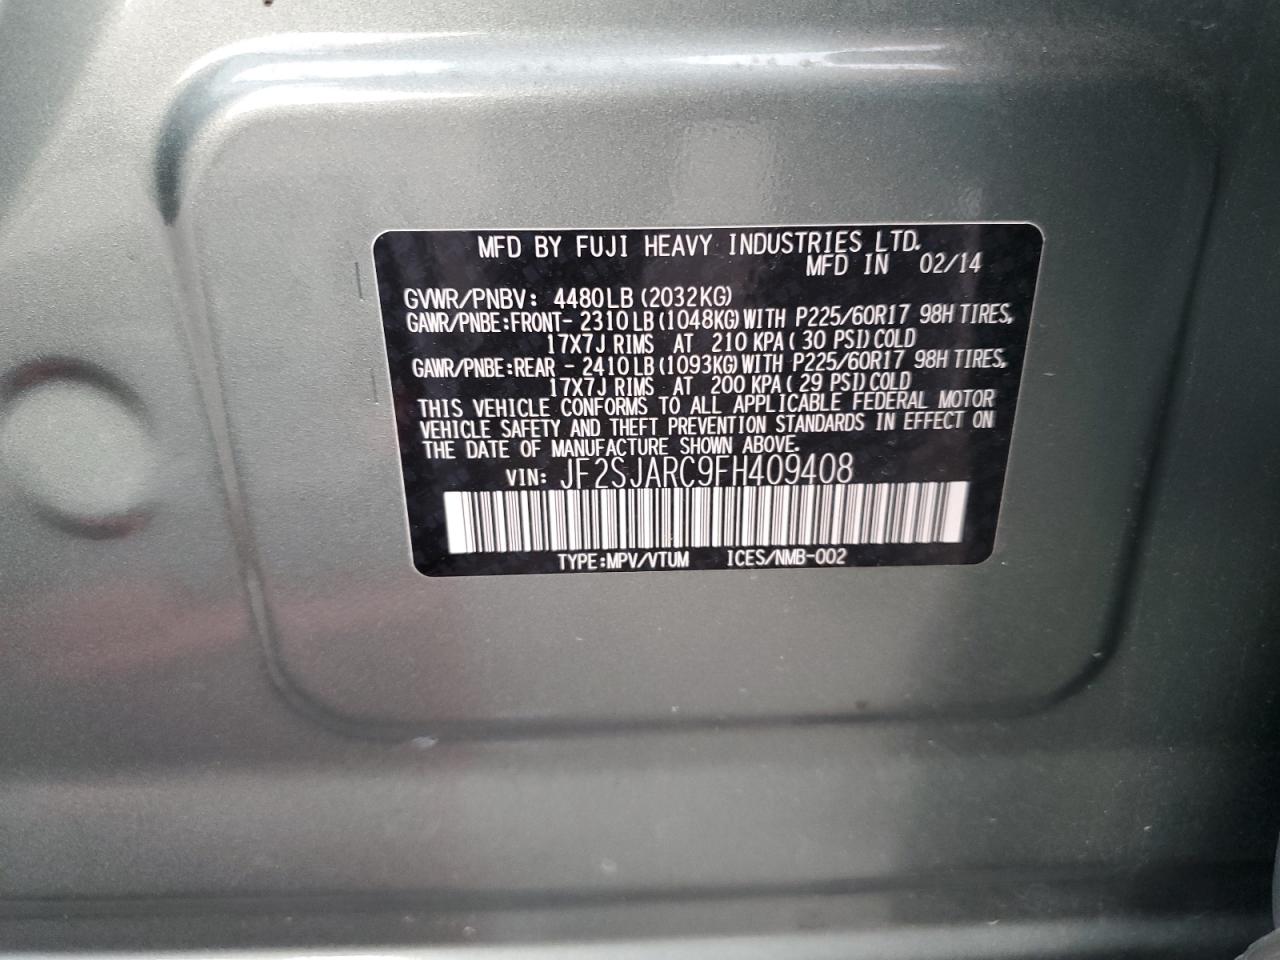 MFD BY FUJI HEAVY INDUSTRIES LTD.
MFD IN 02/14
GVWR/PNBV: 4480LB (2032KG)
GAWR/PNBE:FRONT- 2310LB (1048KG) WITH P225/60R17 98H TIRES,
17X7J RIMS AT 210 KPA ( 30 PSI) COLD
GAWR/PNBE:REAR - 2410LB (1093KG) WITH P225/60R17 98H TIRES,
17X7J RIMS AT 200 KPA ( 29 PSI) COLD
THIS VEHICLE CONFORMS TO ALL APPLICABLE FEDERAL MOTOR
VEHICLE SAFETY AND THEFT PREVENTION STANDARDS IN EFFECT ON
THE DATE OF MANUFACTURE SHOWN ABOVE.
VIN: JF2SJARC9FH409408
TYPE:MPV/VTUM ICES/NMB-002